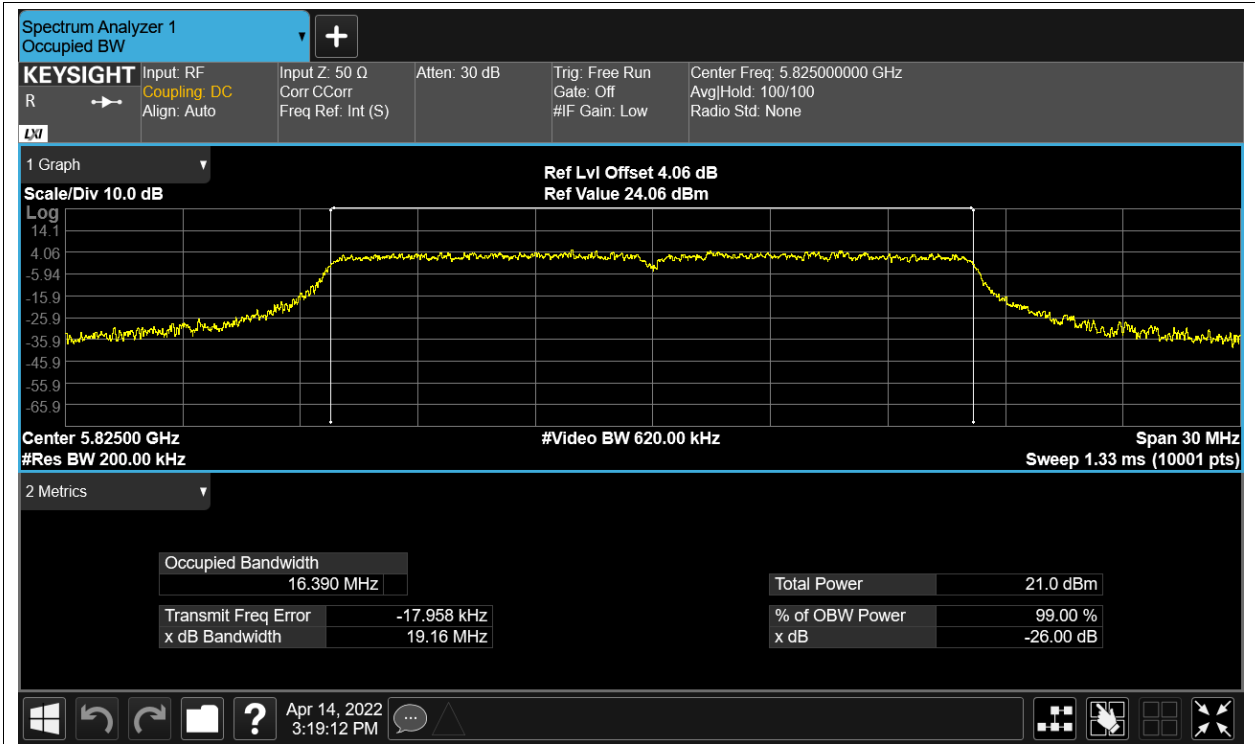 Spectrum Analyzer 1
Occupied BW
▼
+
KEYSIGHT
R
LXI
Input: RF
Coupling: DC
Align: Auto
Input Z: 50 Ω
Corr CCorr
Freq Ref: Int (S)
Atten: 30 dB
Trig: Free Run
Gate: Off
#IF Gain: Low
Center Freq: 5.825000000 GHz
Avg|Hold: 100/100
Radio Std: None
1 Graph ▼
Ref Lvl Offset 4.06 dB
Scale/Div 10.0 dB
Ref Value 24.06 dBm
Log
14.1
4.06
-5.94
-15.9
-25.9
-35.9
-45.9
-55.9
-65.9
Center 5.82500 GHz
#Video BW 620.00 kHz
Span 30 MHz
#Res BW 200.00 kHz
Sweep 1.33 ms (10001 pts)
2 Metrics ▼
Occupied Bandwidth
16.390 MHz
Transmit Freq Error -17.958 kHz
x dB Bandwidth 19.16 MHz
Total Power 21.0 dBm
% of OBW Power 99.00 %
x dB -26.00 dB
?
Apr 14, 2022
3:19:12 PM